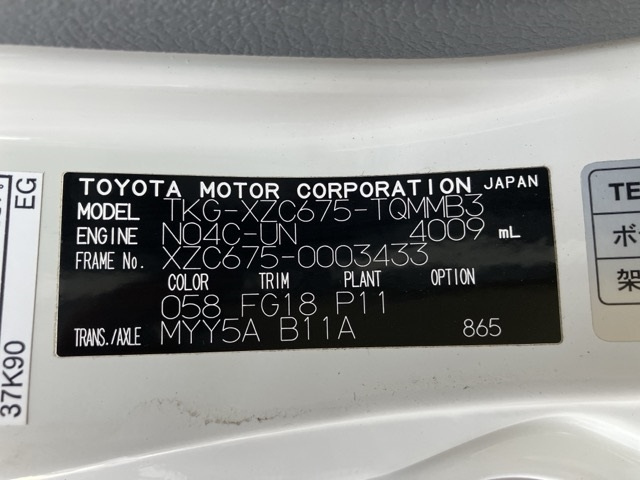 TOYOTA MOTOR CORPORATION JAPAN
MODEL TKG-XZC675-TQMMB3
ENGINE N04C-UN 4009 mL
FRAME No. XZC675-0003433
COLOR TRIM PLANT OPTION
058 FG18 P11
TRANS./AXLE MYY5A B11A 865
37K90
EG
TE
ボ
架